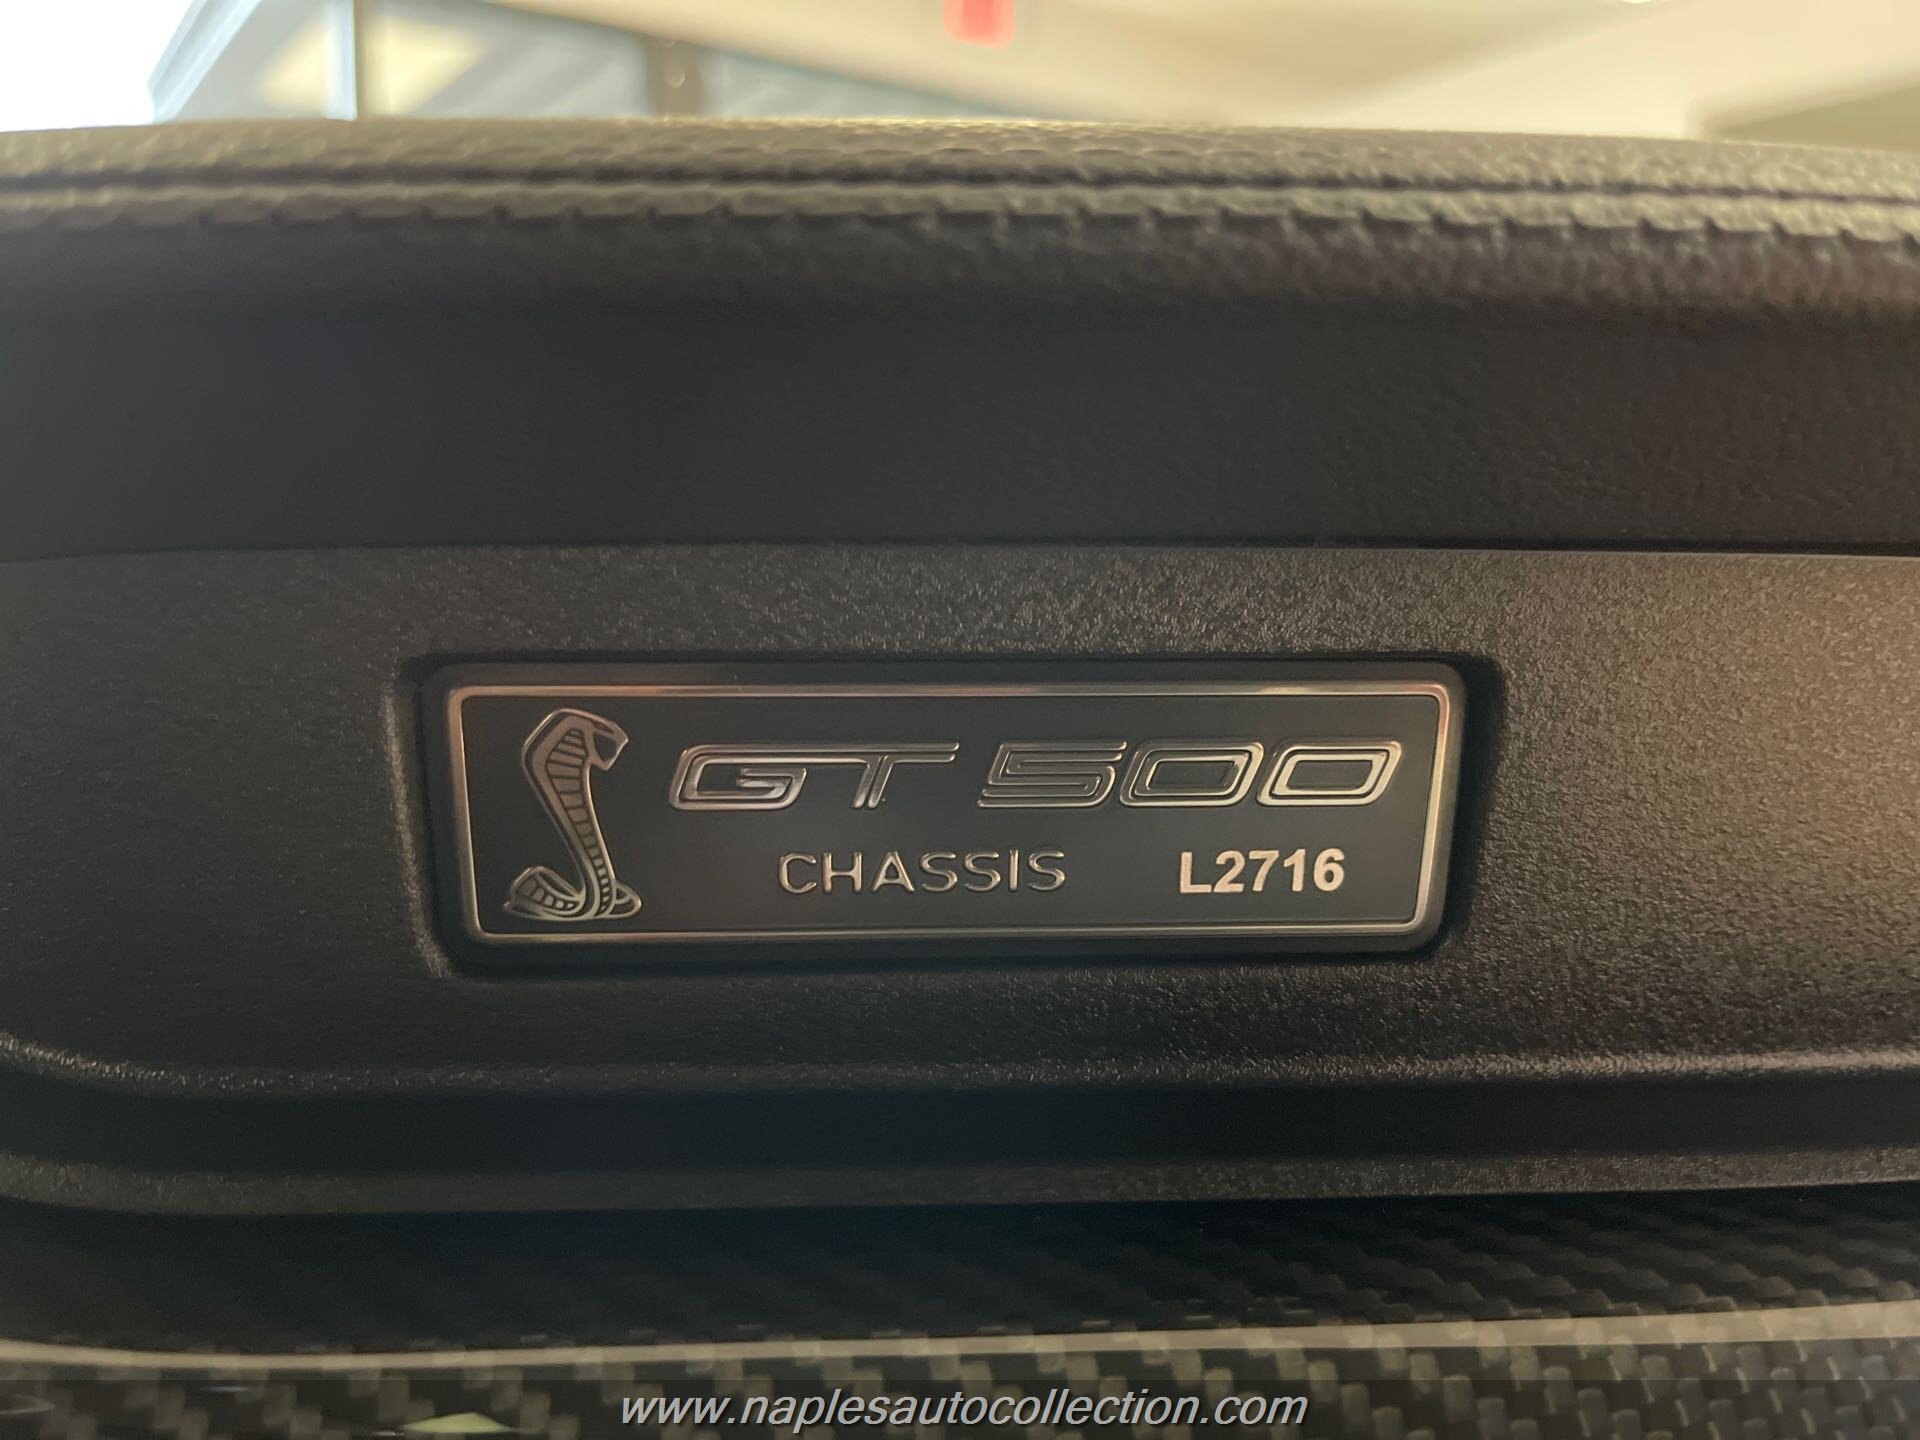 GT 500
CHASSIS L2716
www.naplesautocollection.com